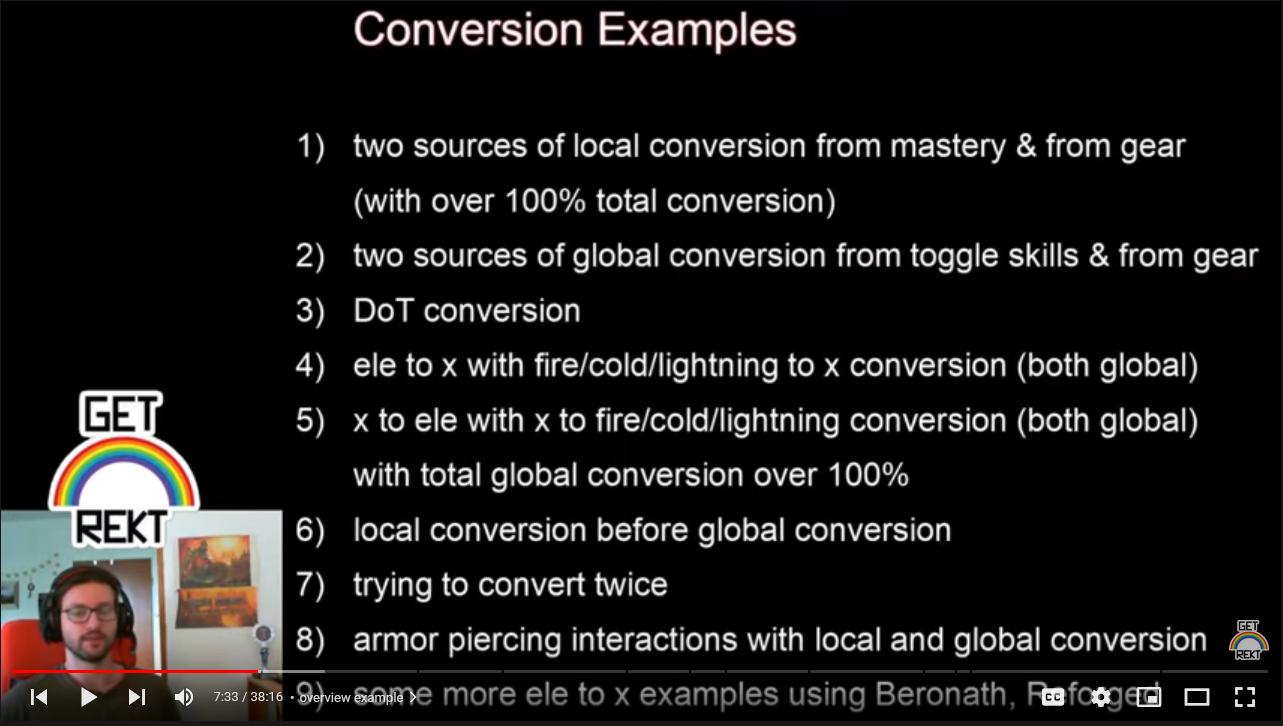 Conversion Examples
1) two sources of local conversion from mastery & from gear
(with over 100% total conversion)
2) two sources of global conversion from toggle skills & from gear
3) DoT conversion
4) ele to x with fire/cold/lightning to x conversion (both global)
5) x to ele with x to fire/cold/lightning conversion (both global)
with total global conversion over 100%
6) local conversion before global conversion
7) trying to convert twice
8) armor piercing interactions with local and global conversion
9) some more ele to x examples using Beronath, Reforged
GET
REKT
GET
REKT
7:33 / 38:16 • overview example
CC